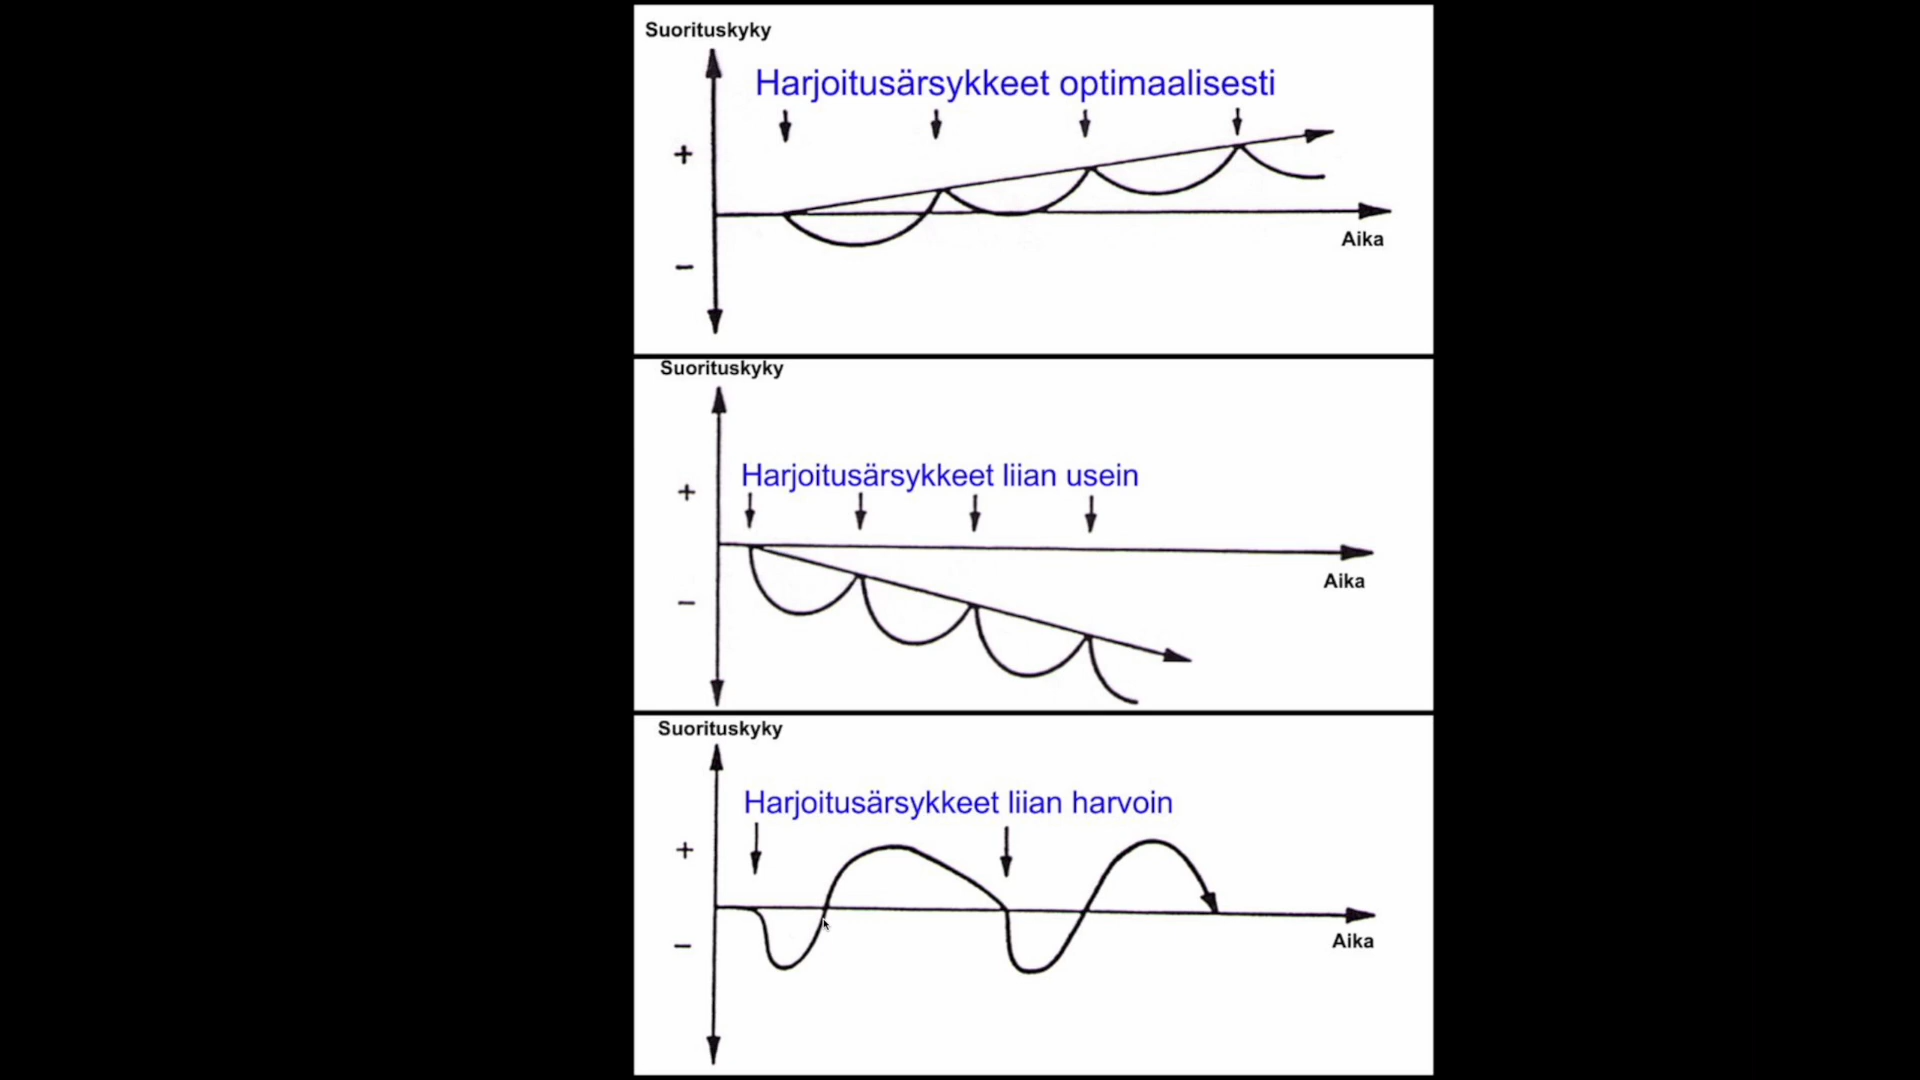 Suorituskyky
Harjoitusärsykkeet optimaalisesti
+
Aika
–
Suorituskyky
Harjoitusärsykkeet liian usein
+
Aika
–
Suorituskyky
Harjoitusärsykkeet liian harvoin
+
Aika
–